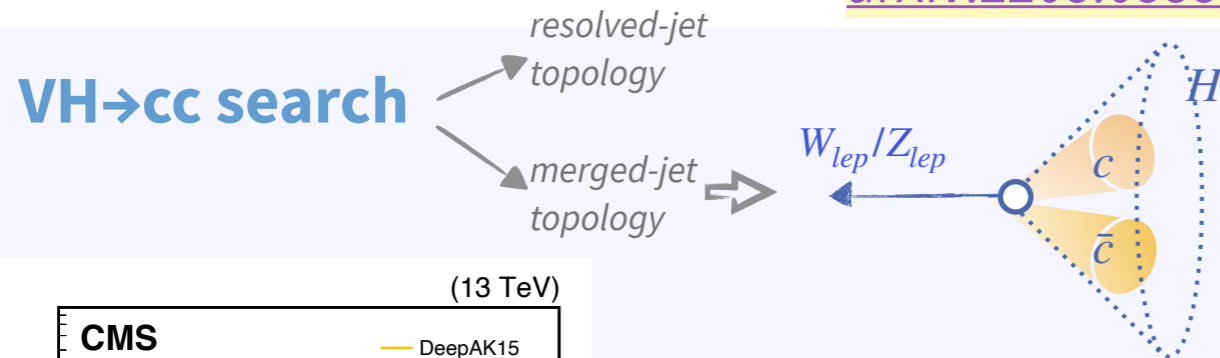 resolved-jet
topology
VH→cc search
merged-jet
topology
W_lep/Z_lep
H
c
c̄
(13 TeV)
CMS
DeepAK15